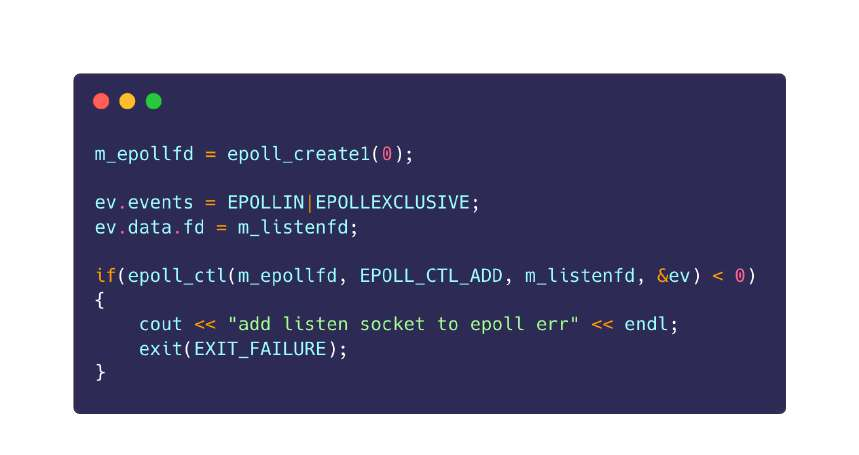 m_epollfd = epoll_create1(0);
ev.events = EPOLLIN|EPOLLEXCLUSIVE;
ev.data.fd = m_listenfd;
if(epoll_ctl(m_epollfd, EPOLL_CTL_ADD, m_listenfd, &ev) < 0)
{
    cout << "add listen socket to epoll err" << endl;
    exit(EXIT_FAILURE);
}